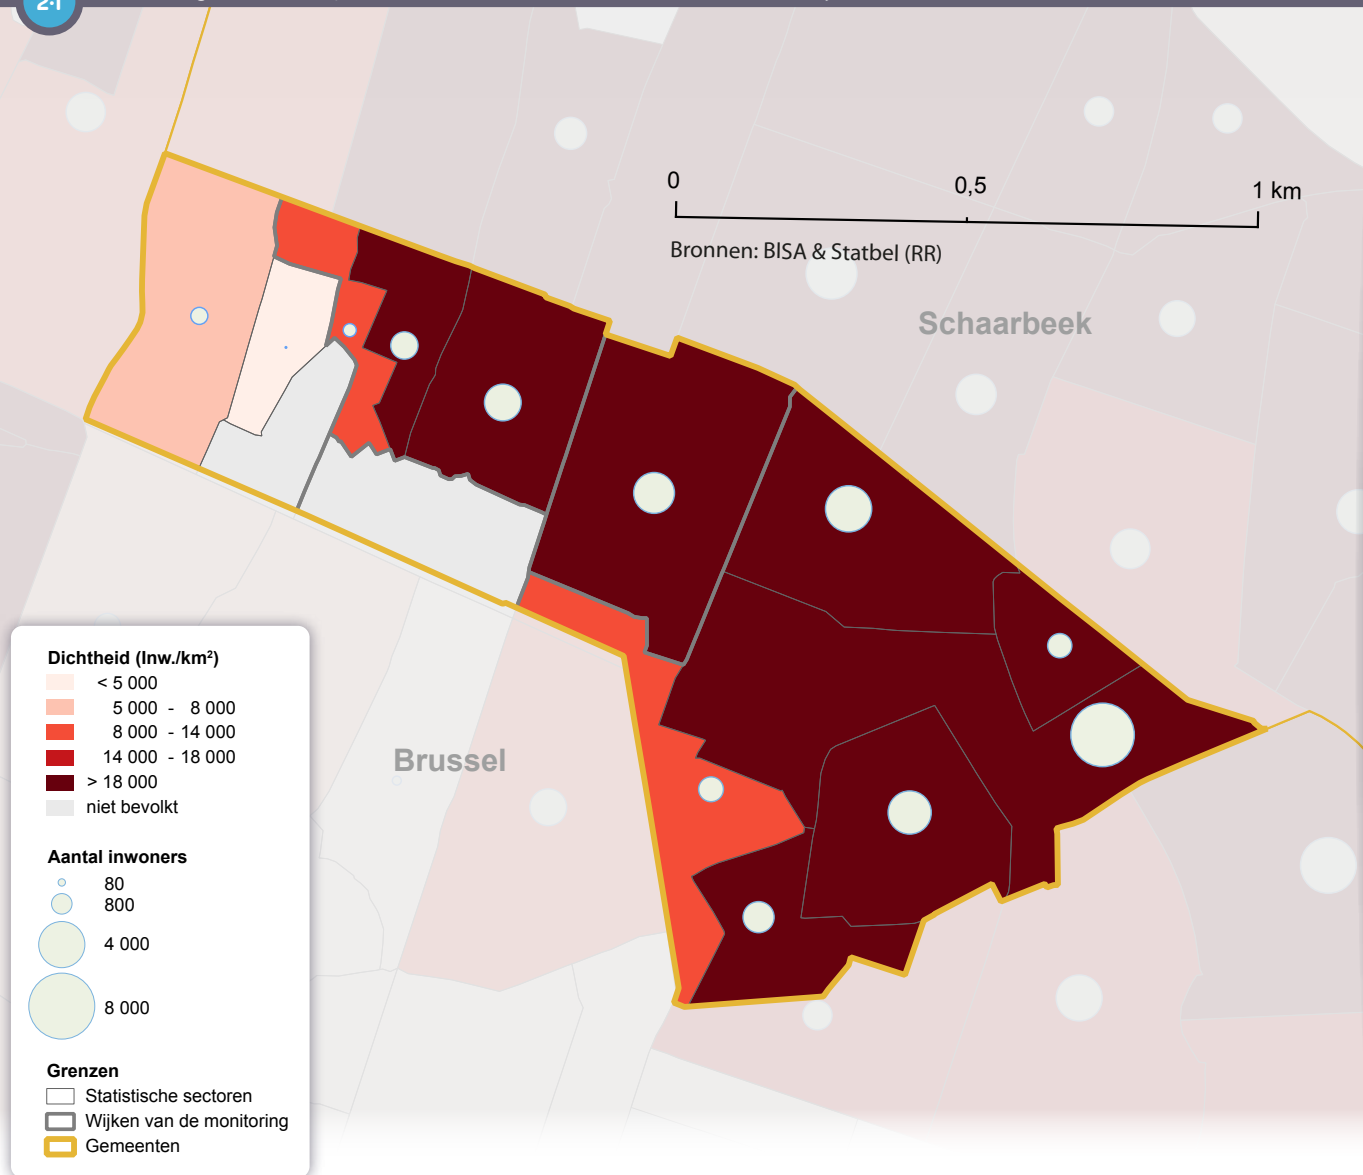 2.1
0
0,5
1 km
Bronnen: BISA & Statbel (RR)
Schaarbeek
Brussel
Dichtheid (Inw./km²)
< 5 000
5 000 - 8 000
8 000 - 14 000
14 000 - 18 000
> 18 000
niet bevolkt
Aantal inwoners
80
800
4 000
8 000
Grenzen
Statistische sectoren
Wijken van de monitoring
Gemeenten